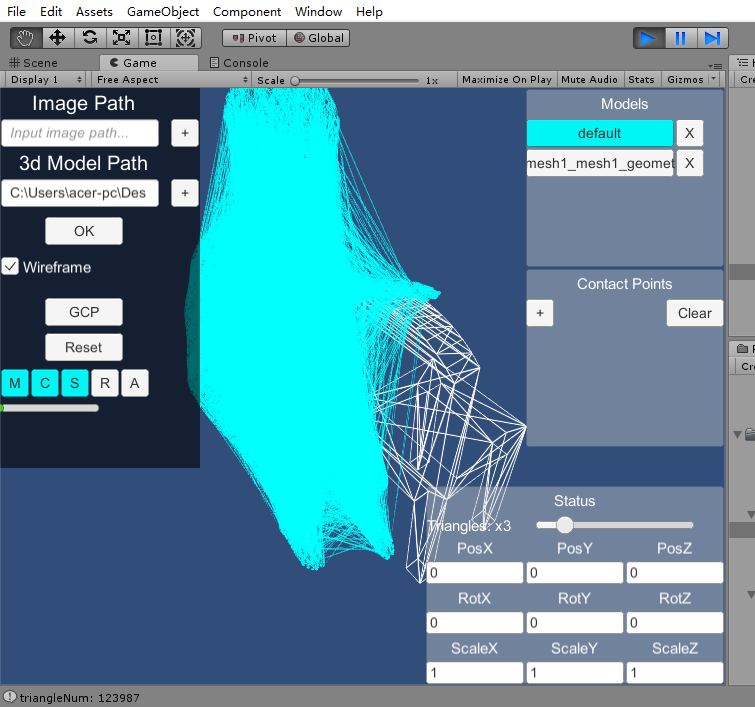 File Edit Assets GameObject Component Window Help
Pivot Global
Scene Game Console
Display 1 Free Aspect Scale 1x Maximize On Play Mute Audio Stats Gizmos
Cre
Image Path
Input image path...
+
3d Model Path
C:\Users\acer-pc\Des
+
OK
Wireframe
GCP
Reset
M C S R A
Models
default X
mesh1_mesh1_geomet X
Contact Points
+ Clear
Cre
Status
Triangles: x3
PosX PosY PosZ
0 0 0
RotX RotY RotZ
0 0 0
ScaleX ScaleY ScaleZ
1 1 1
triangleNum: 123987